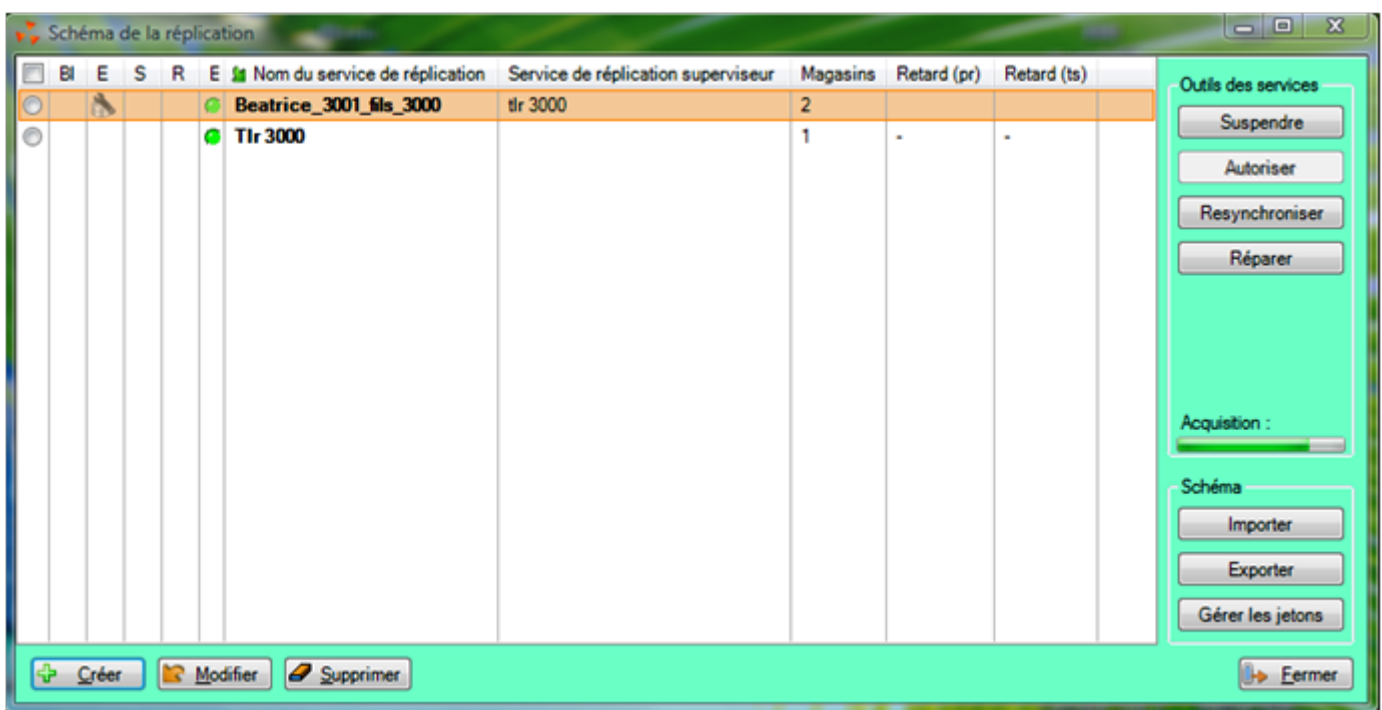 Schéma de la réplication
BI E S R E Nom du service de réplication Service de réplication superviseur Magasins Retard (pr) Retard (ts)
Beatrice_3001_fils_3000 tlr 3000 2
Tlr 3000 1 - -
Outils des services
Suspendre
Autoriser
Resynchroniser
Réparer
Acquisition :
Schéma
Importer
Exporter
Gérer les jetons
Créer Modifier Supprimer Fermer